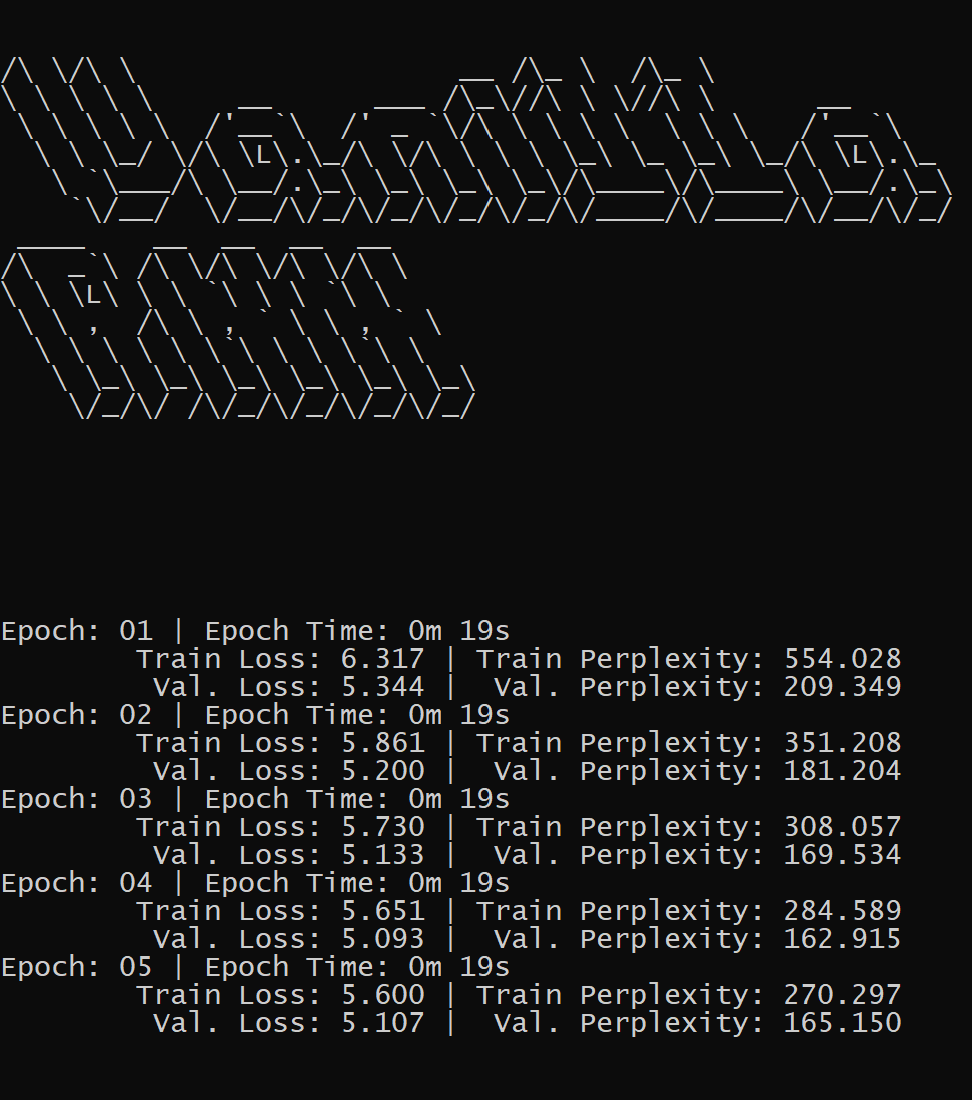 Vanilla
RNN
Epoch: 01 | Epoch Time: 0m 19s
Train Loss: 6.317 | Train Perplexity: 554.028
Val. Loss: 5.344 | Val. Perplexity: 209.349
Epoch: 02 | Epoch Time: 0m 19s
Train Loss: 5.861 | Train Perplexity: 351.208
Val. Loss: 5.200 | Val. Perplexity: 181.204
Epoch: 03 | Epoch Time: 0m 19s
Train Loss: 5.730 | Train Perplexity: 308.057
Val. Loss: 5.133 | Val. Perplexity: 169.534
Epoch: 04 | Epoch Time: 0m 19s
Train Loss: 5.651 | Train Perplexity: 284.589
Val. Loss: 5.093 | Val. Perplexity: 162.915
Epoch: 05 | Epoch Time: 0m 19s
Train Loss: 5.600 | Train Perplexity: 270.297
Val. Loss: 5.107 | Val. Perplexity: 165.150